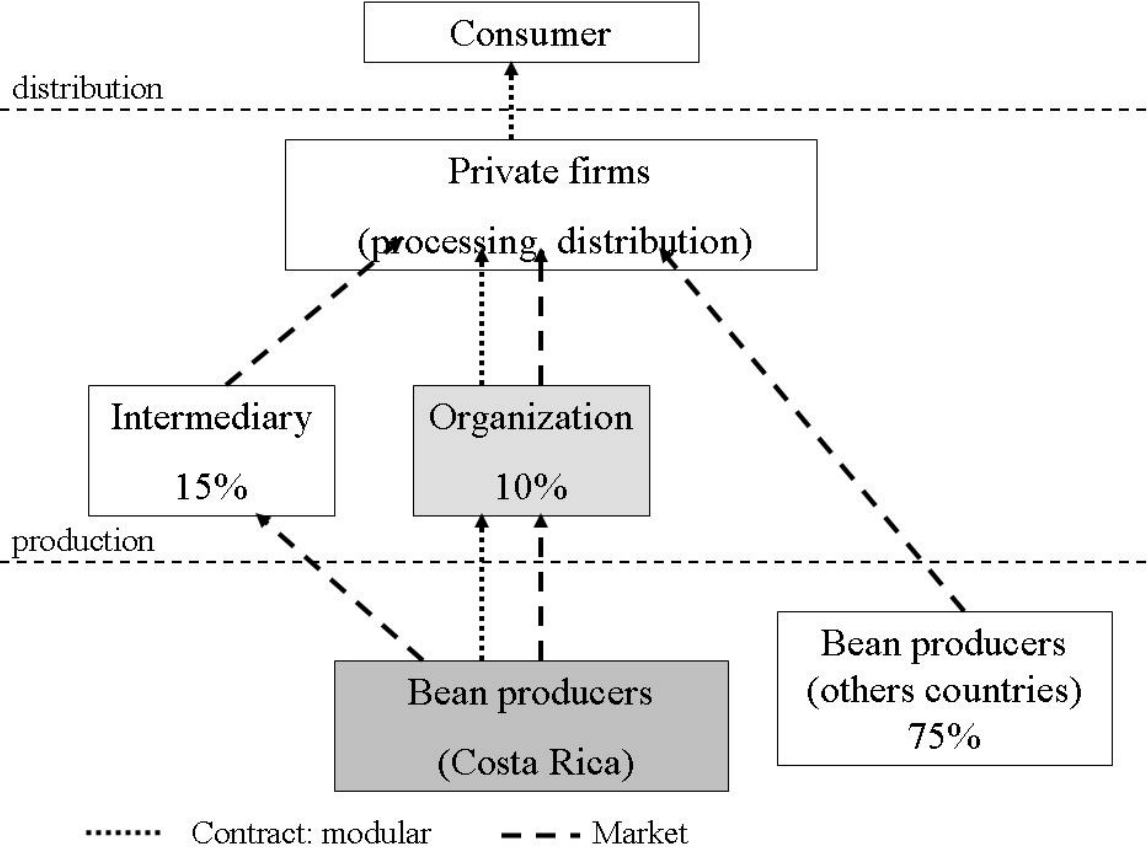 Consumer
distribution
Private firms
(processing, distribution)
Intermediary
15%
Organization
10%
production
Bean producers
(Costa Rica)
Bean producers
(others countries)
75%
Contract: modular
Market